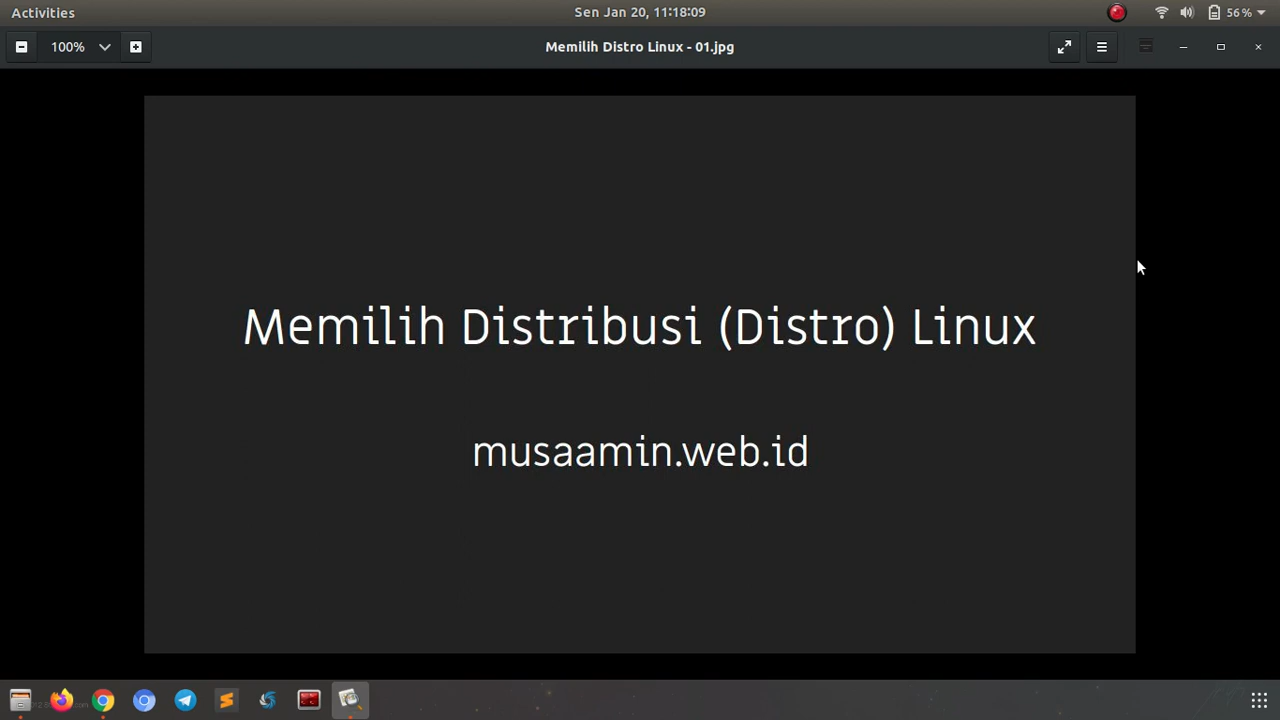 Activities
Sen Jan 20, 11:18:09
56%
100%
Memilih Distro Linux - 01.jpg
Memilih Distribusi (Distro) Linux
musaamin.web.id